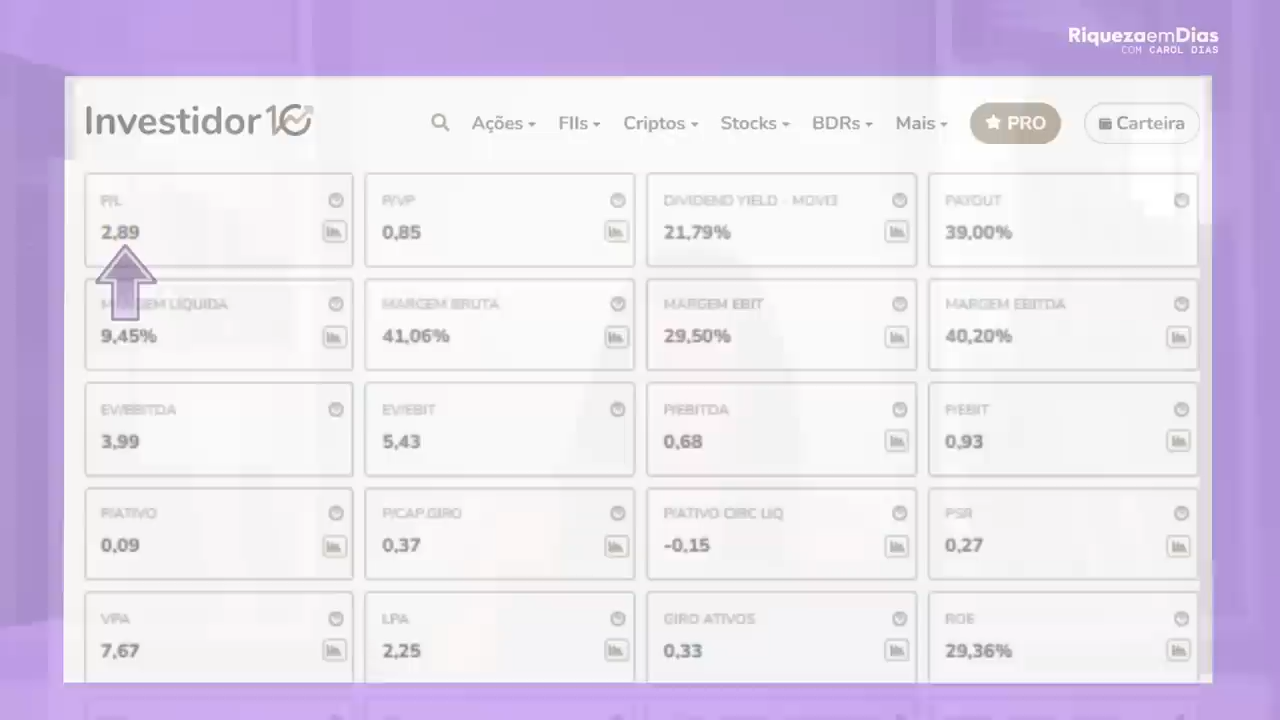 RiquezaemDias
COM CAROL DIAS
Investidor10
Ações FIIs Criptos Stocks BDRs Mais PRO Carteira
P/L P/VP DIVIDEND YIELD - MOVI3 PAYOUT
2,89 0,85 21,79% 39,00%
MARGEM LÍQUIDA MARGEM BRUTA MARGEM EBIT MARGEM EBITDA
9,45% 41,06% 29,50% 40,20%
EV/EBITDA EV/EBIT P/EBITDA P/EBIT
3,99 5,43 0,68 0,93
P/ATIVO P/CAP.GIRO P/ATIVO CIRC LIQ PSR
0,09 0,37 -0,15 0,27
VPA LPA GIRO ATIVOS ROE
7,67 2,25 0,33 29,36%